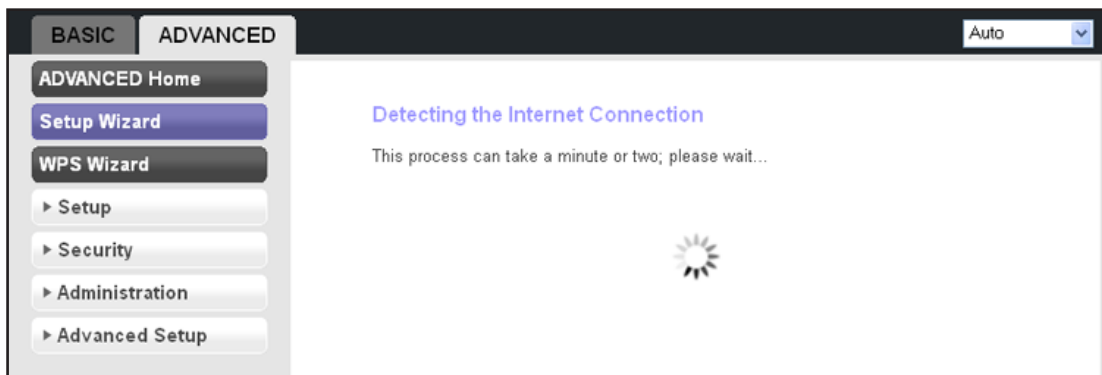 BASIC
ADVANCED
Auto
ADVANCED Home
Setup Wizard
WPS Wizard
Setup
Security
Administration
Advanced Setup
Detecting the Internet Connection
This process can take a minute or two; please wait...